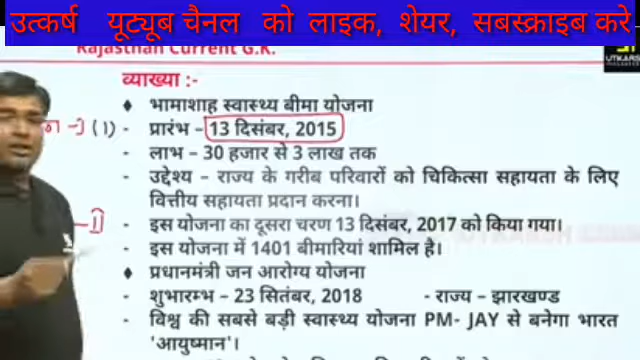 उत्कर्ष यूट्यूब चैनल को लाइक, शेयर, सबस्क्राइब करे
Rajasthan Current G.K.
UTKARSH
व्याख्या :-
♦ भामाशाह स्वास्थ्य बीमा योजना
(1) - प्रारंभ – 13 दिसंबर, 2015
- लाभ – 30 हजार से 3 लाख तक
- उद्देश्य – राज्य के गरीब परिवारों को चिकित्सा सहायता के लिए
वित्तीय सहायता प्रदान करना।
- इस योजना का दूसरा चरण 13 दिसंबर, 2017 को किया गया।
- इस योजना में 1401 बीमारियां शामिल है।
♦ प्रधानमंत्री जन आरोग्य योजना
- शुभारम्भ – 23 सितंबर, 2018 - राज्य – झारखण्ड
- विश्व की सबसे बड़ी स्वास्थ्य योजना PM- JAY से बनेगा भारत
'आयुष्मान'।